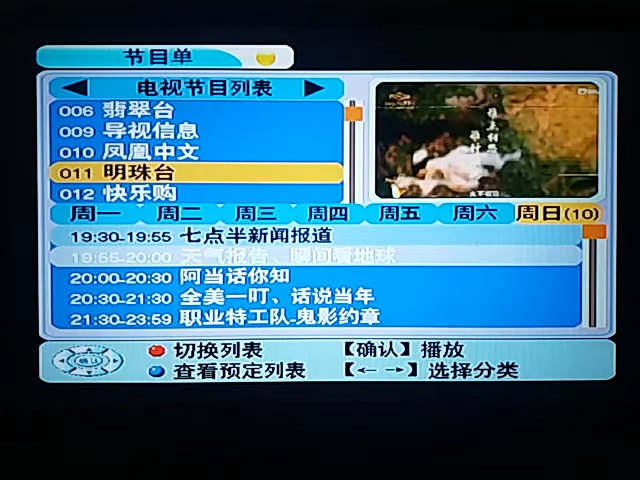 节目单
电视节目列表
006 翡翠台
009 导视信息
010 凤凰中文
011 明珠台
012 快乐购
周一 周二 周三 周四 周五 周六 周日(10)
19:30-19:55 七点半新闻报道
19:55-20:00 天气报告、瞬间看地球
20:00-20:30 阿当话你知
20:30-21:30 全美一叮、话说当年
21:30-23:59 职业特工队-鬼影约章
切换列表 【确认】播放
查看预定列表 【←→】选择分类